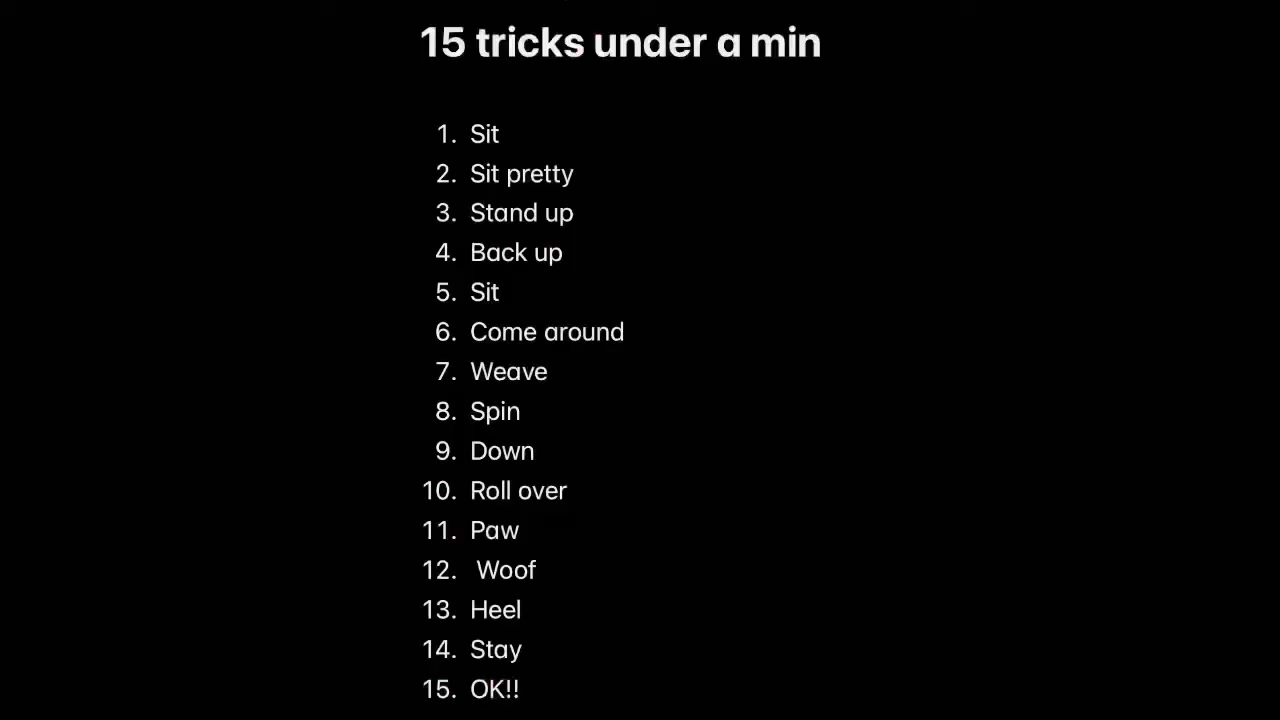 15 tricks under a min
1. Sit
2. Sit pretty
3. Stand up
4. Back up
5. Sit
6. Come around
7. Weave
8. Spin
9. Down
10. Roll over
11. Paw
12. Woof
13. Heel
14. Stay
15. OK!!